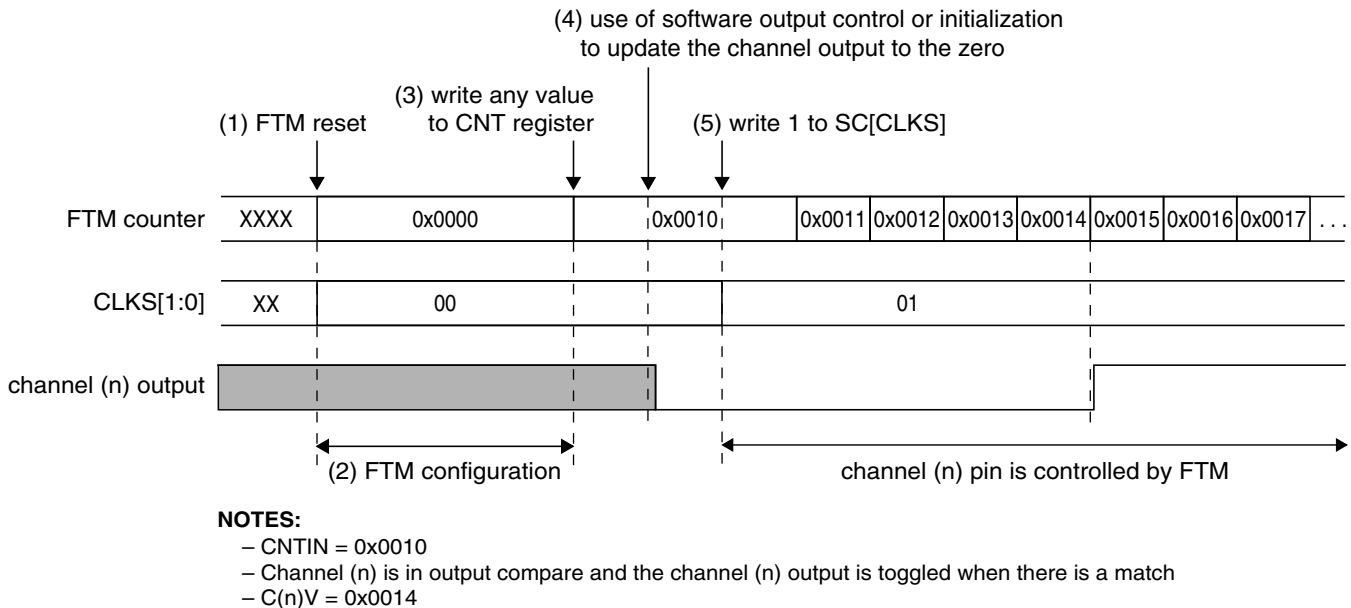 (4) use of software output control or initialization
to update the channel output to the zero
(3) write any value
to CNT register
(1) FTM reset
(5) write 1 to SC[CLKS]
FTM counter XXXX 0x0000 0x0010 0x0011 0x0012 0x0013 0x0014 0x0015 0x0016 0x0017 . . .
CLKS[1:0] XX 00 01
channel (n) output
(2) FTM configuration
channel (n) pin is controlled by FTM
NOTES:
– CNTIN = 0x0010
– Channel (n) is in output compare and the channel (n) output is toggled when there is a match
– C(n)V = 0x0014